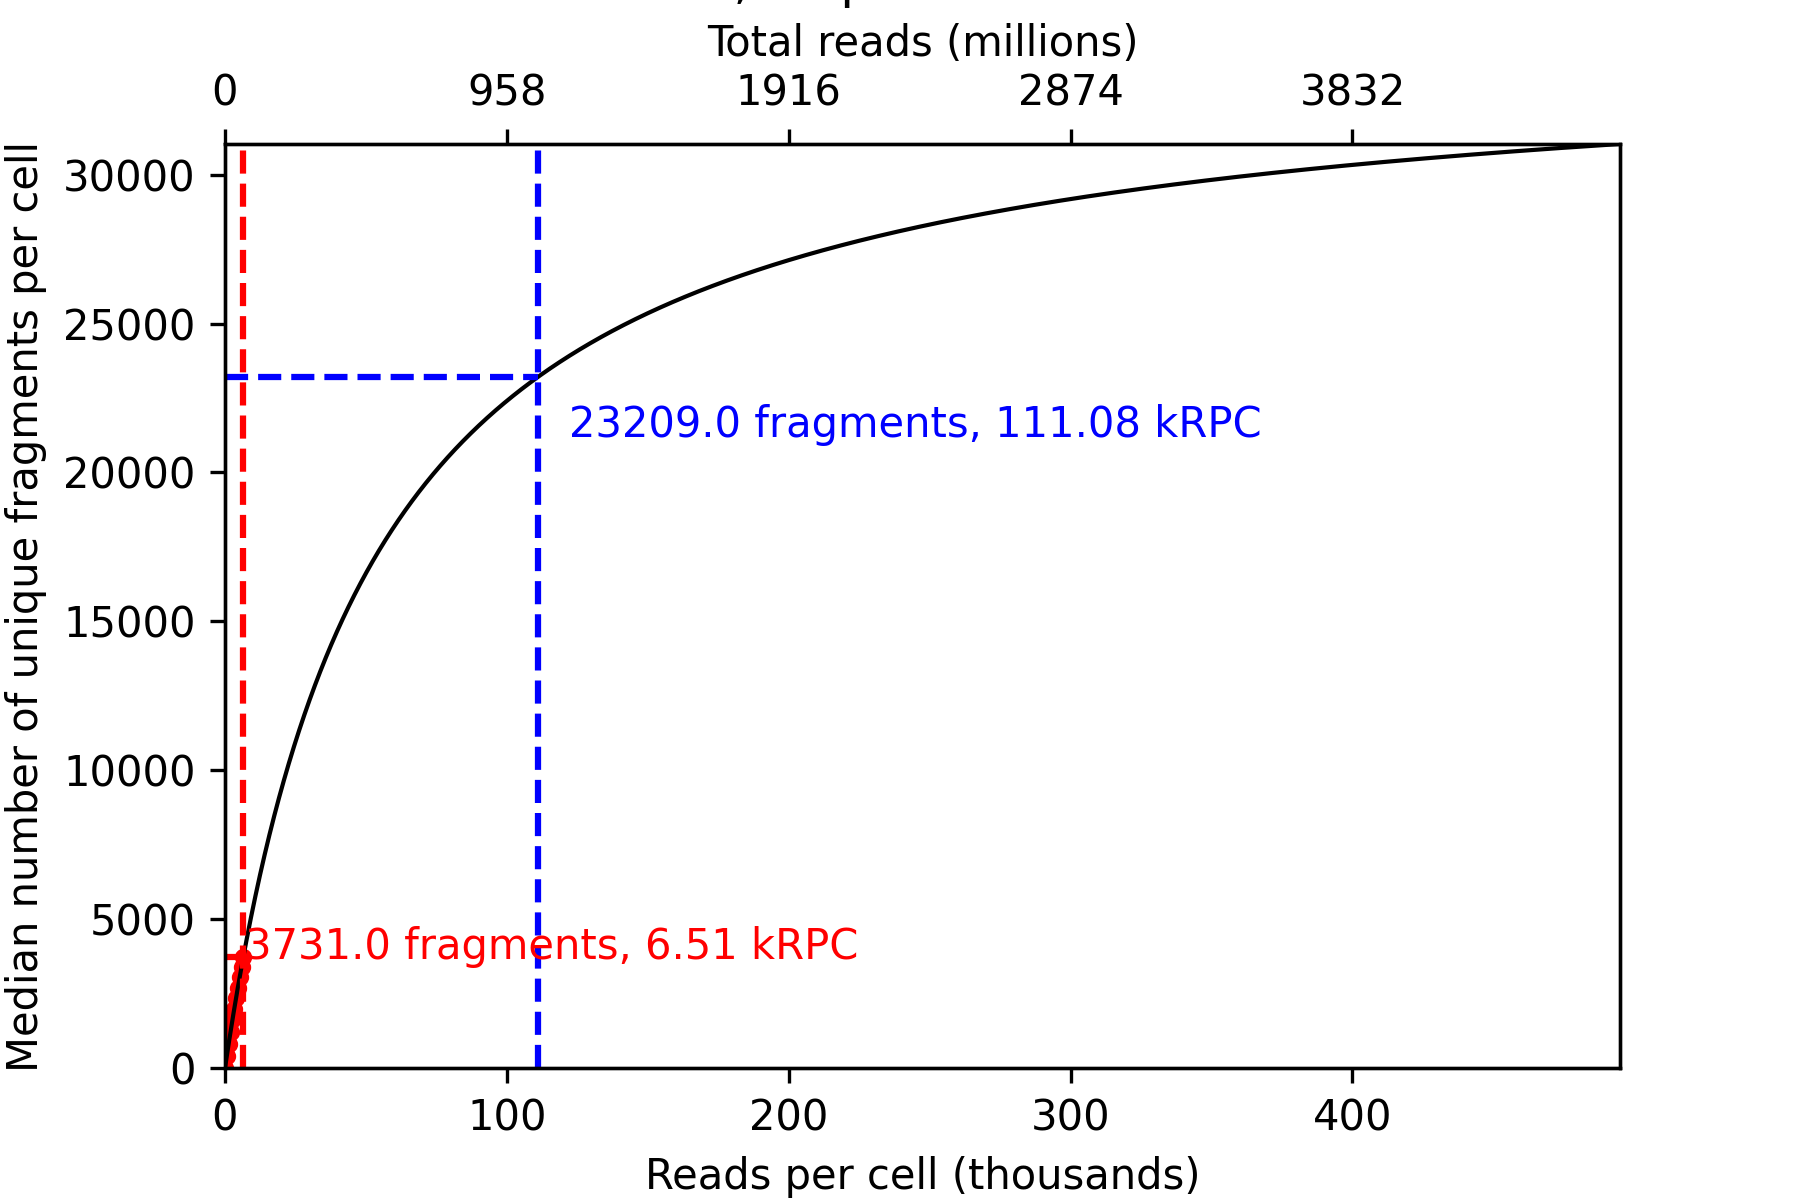 Total reads (millions)
0 958 1916 2874 3832
Median number of unique fragments per cell
30000
25000
20000
15000
10000
5000
0
23209.0 fragments, 111.08 kRPC
3731.0 fragments, 6.51 kRPC
0 100 200 300 400
Reads per cell (thousands)